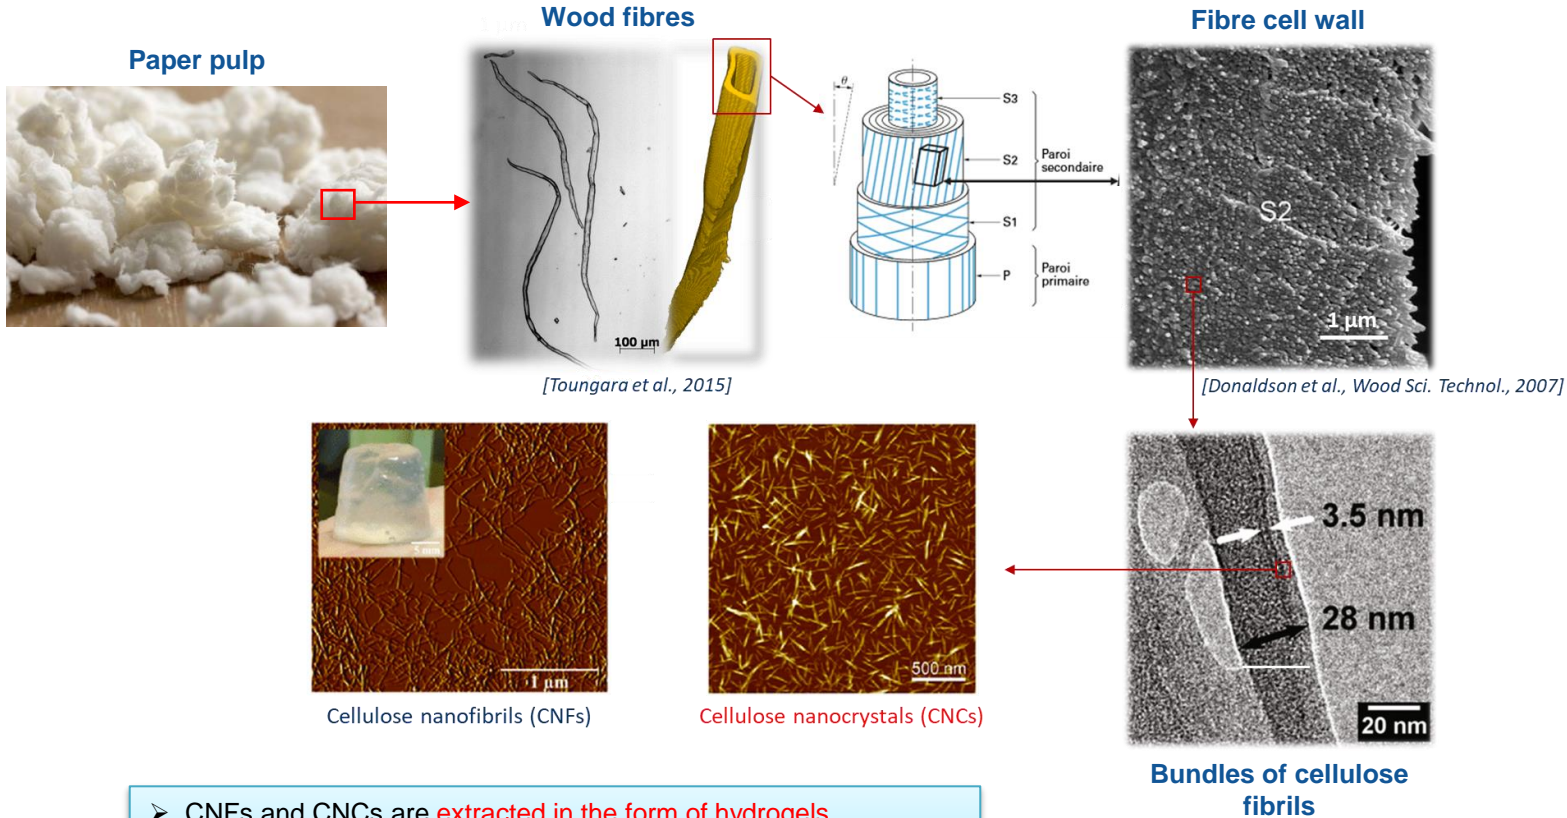 Wood fibres
Fibre cell wall
Paper pulp
θ
S3
S2
Paroi
secondaire
S1
P
Paroi
primaire
S2
1 µm
100 µm
[Toungara et al., 2015]
[Donaldson et al., Wood Sci. Technol., 2007]
5 mm
1 µm
500 nm
3.5 nm
28 nm
20 nm
Cellulose nanofibrils (CNFs)
Cellulose nanocrystals (CNCs)
Bundles of cellulose
fibrils
➢ CNFs and CNCs are extracted in the form of hydrogels